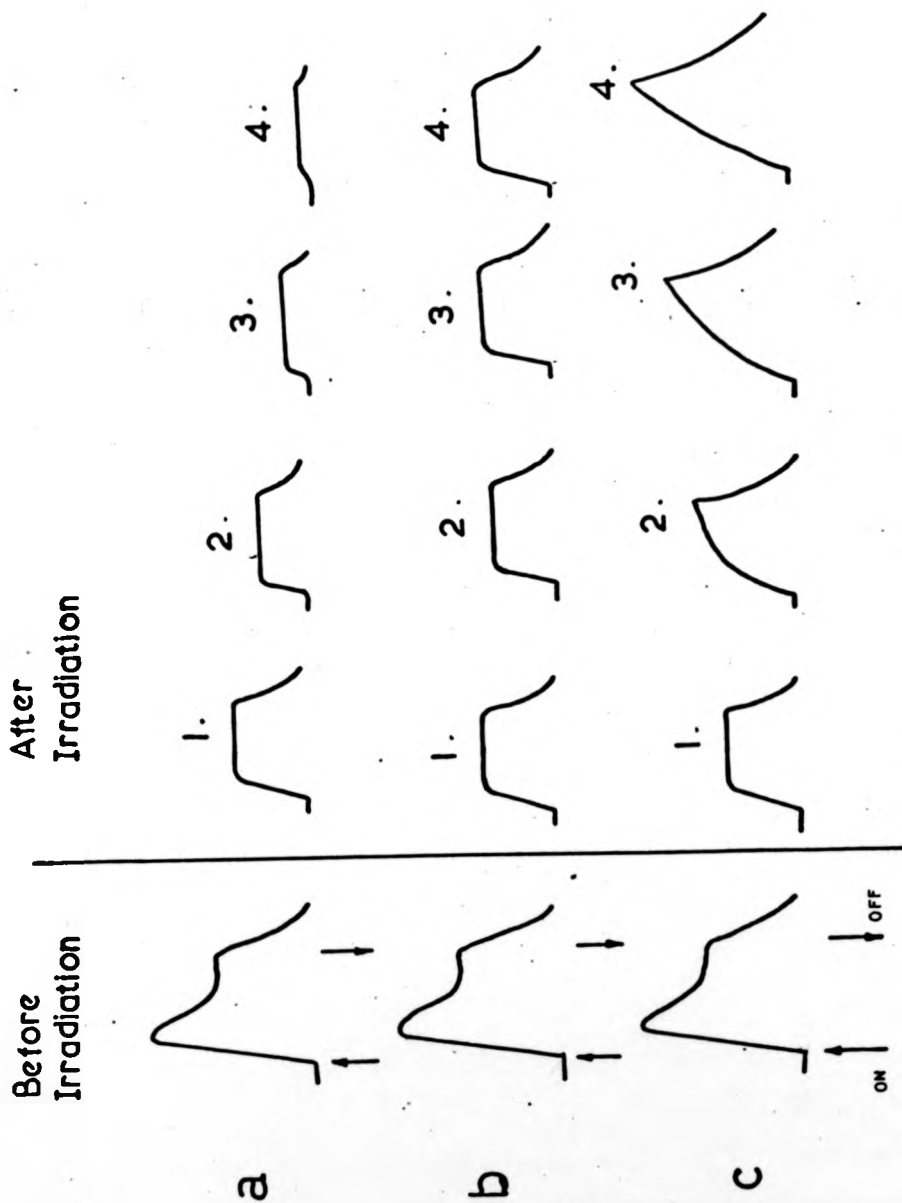 Before
Irradiation
After
Irradiation
a
1.
2.
3.
4.
b
1.
2.
3.
4.
c
ON
OFF
1.
2.
3.
4.